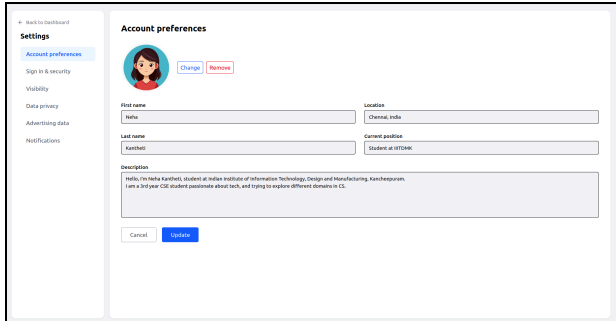 ← Back to Dashboard
Settings
Account preferences
Sign in & security
Visibility
Data privacy
Advertising data
Notifications
Account preferences
Change Remove
First name
Neha
Location
Chennai, India
Last name
Kantheti
Current position
Student at IIITDMK
Description
Hello, I'm Neha Kantheti, student at Indian Institute of Information Technology, Design and Manufacturing, Kancheepuram.
I am a 3rd year CSE student passionate about tech, and trying to explore different domains in CS.
Cancel Update